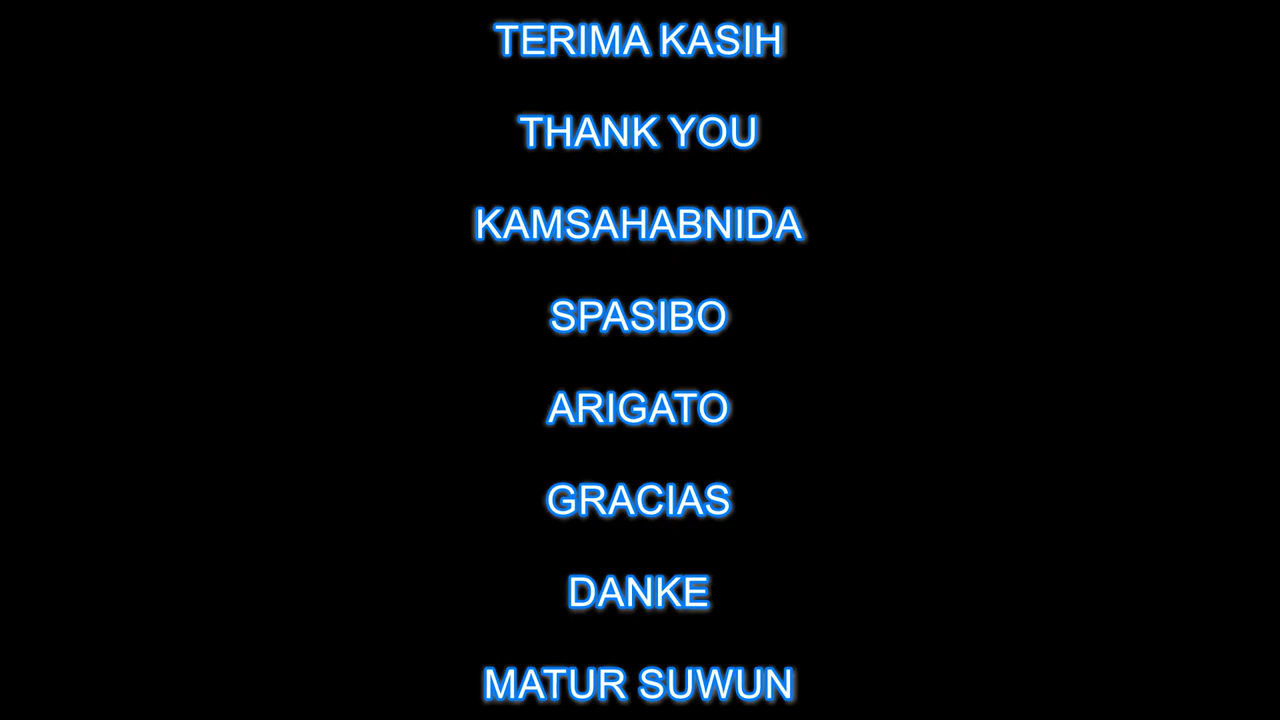 TERIMA KASIH
THANK YOU
KAMSAHABNIDA
SPASIBO
ARIGATO
GRACIAS
DANKE
MATUR SUWUN